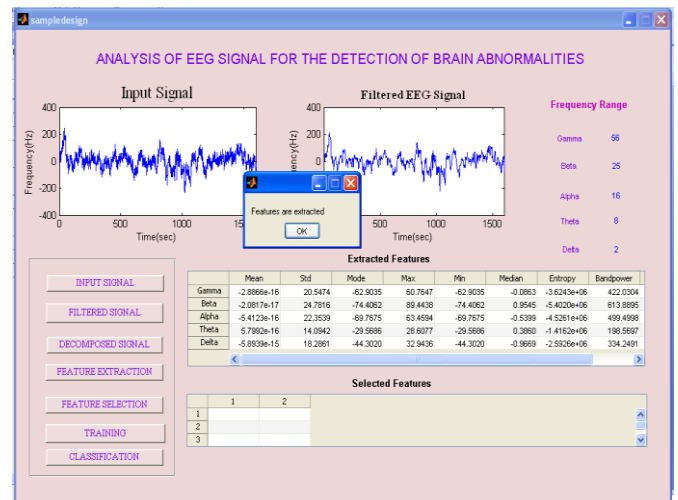 sampledesign
ANALYSIS OF EEG SIGNAL FOR THE DETECTION OF BRAIN ABNORMALITIES
Input Signal
Frequency(Hz)
400
200
0
-200
-400
0 500 1000 1500
Time(sec)
Filtered EEG Signal
400
200
0
500 1000 1500
Time(sec)
Frequency Range
Gamma 56
Beta 25
Alpha 16
Theta 8
Delta 2
Features are extracted
OK
INPUT SIGNAL
FILTERED SIGNAL
DECOMPOSED SIGNAL
FEATURE EXTRACTION
FEATURE SELECTION
TRAINING
CLASSIFICATION
Extracted Features
Mean Std Mode Max Min Median Entropy Bandpower
Gamma -2.8866e-16 20.5474 -62.9035 60.7647 -62.9035 -0.0863 -3.6243e+06 422.0304
Beta -2.0817e-17 24.7816 -74.4062 89.4438 -74.4062 0.9545 -5.4020e+06 613.8895
Alpha -5.4123e-16 22.3539 -69.7675 63.4594 -69.7675 -0.5399 -4.5261e+06 499.4998
Theta 5.7992e-16 14.0942 -29.5686 28.6077 -29.5686 0.3860 -1.4162e+06 198.5697
Delta -5.8939e-15 18.2861 -44.3020 32.9436 -44.3020 -0.9669 -2.5926e+06 334.2491
Selected Features
1 2
1
2
3